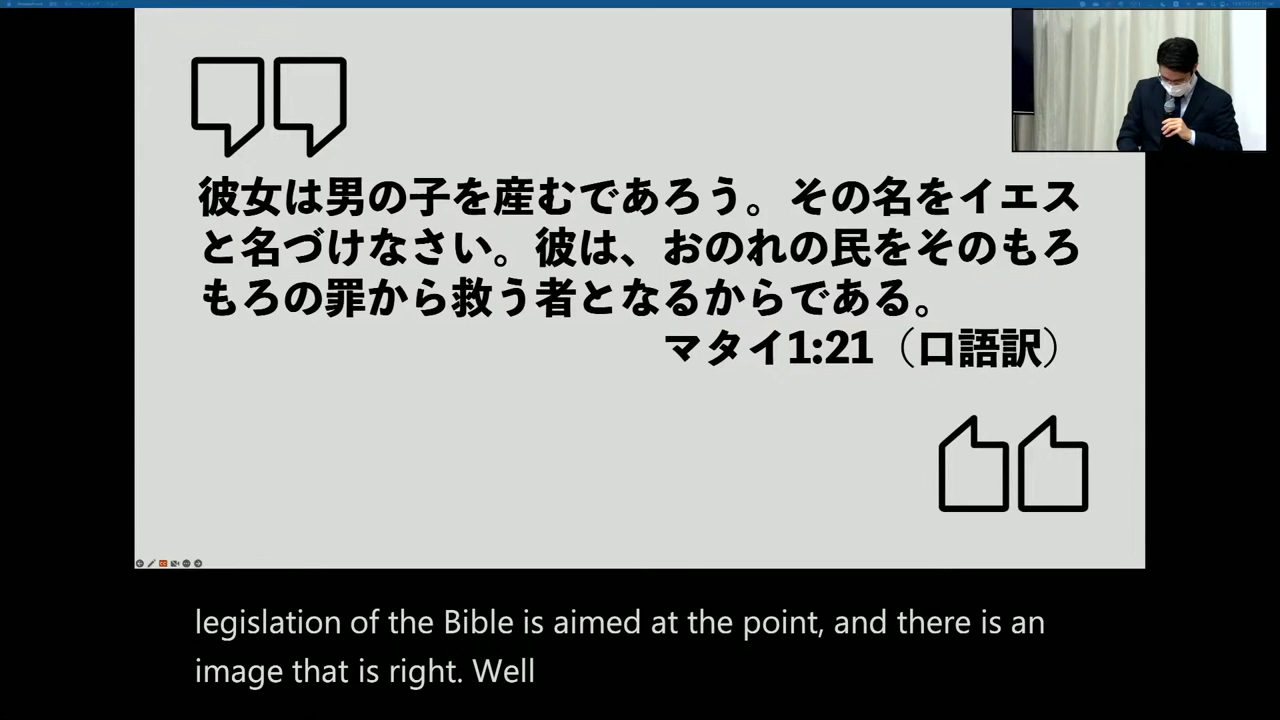 彼女は男の子を産むであろう。その名をイエス
と名づけなさい。彼は、おのれの民をそのもろ
もろの罪から救う者となるからである。
マタイ1:21（口語訳）
legislation of the Bible is aimed at the point, and there is an
image that is right. Well